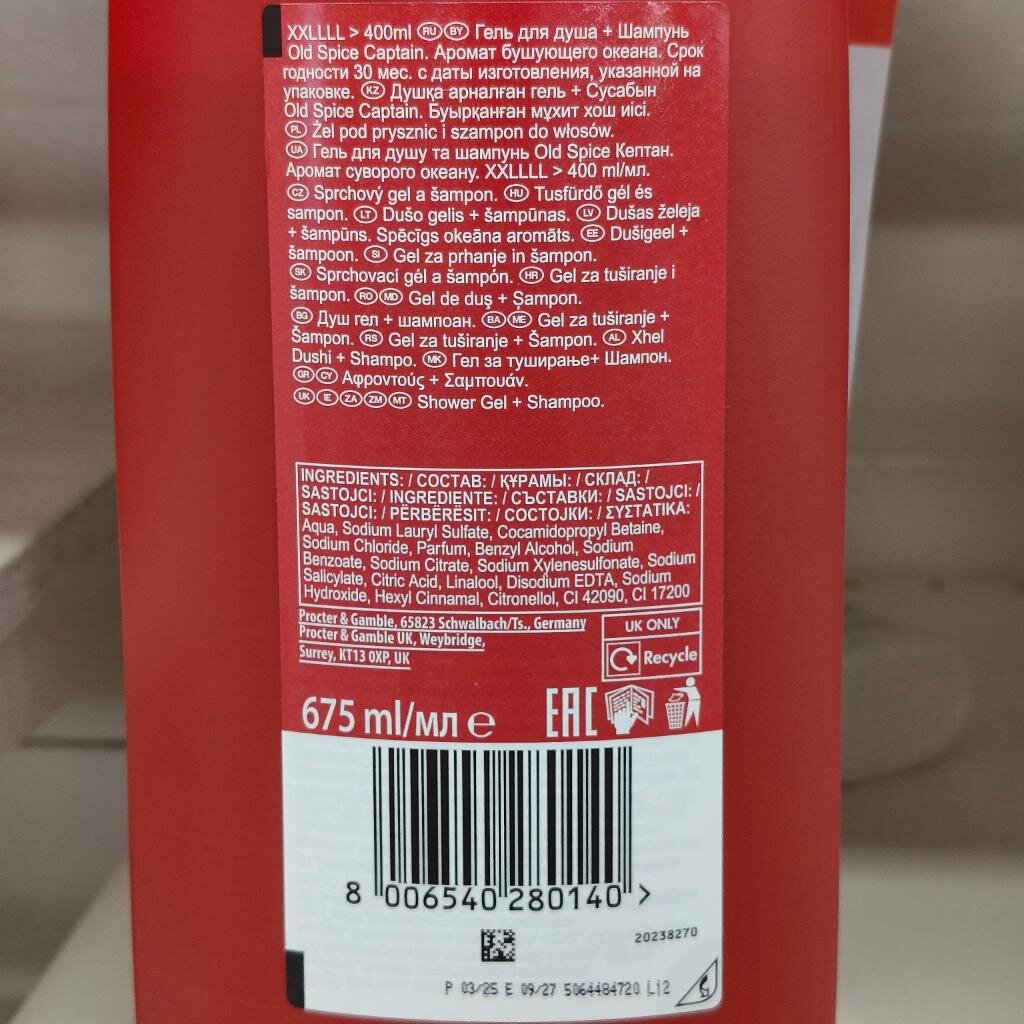 XXLLLL > 400ml RU BY Гель для душа + Шампунь
Old Spice Captain. Аромат бушующего океана. Срок
годности 30 мес. с даты изготовления, указанной на
упаковке. KZ Душқа арналған гель + Сусабын
Old Spice Captain. Буырқанған мұхит хош иісі.
PL Żel pod prysznic i szampon do włosów.
UA Гель для душу та шампунь Old Spice Кептан.
Аромат суворого океану. XXLLLL > 400 ml/мл.
CZ Sprchový gel a šampon. HU Tusfürdő gél és
sampon. LT Dušo gelis + šampūnas. LV Dušas želeja
+ šampūns. Spēcīgs okeāna aromāts. EE Dušigeel +
šampoon. SI Gel za prhanje in šampon.
SK Sprchovací gél a šampón. HR Gel za tuširanje i
šampon. RO MD Gel de duş + Şampon.
BG Душ гел + шампоан. BA ME Gel za tuširanje +
Šampon. RS Gel za tuširanje + Šampon. AL Xhel
Dushi + Shampo. MK Гел за туширање+ Шампон.
GR CY Αφροντούς + Σαμπουάν.
UK IE ZA ZM MT Shower Gel + Shampoo.
INGREDIENTS: / СОСТАВ: / ҚҰРАМЫ: / СКЛАД: /
SASTOJCI: / INGREDIENTE: / СЪСТАВКИ: / SASTOJCI: /
SASTOJCI: / PËRBËRËSIT: / СОСТОЈКИ: / ΣΥΣΤΑΤΙΚΑ:
Aqua, Sodium Lauryl Sulfate, Cocamidopropyl Betaine,
Sodium Chloride, Parfum, Benzyl Alcohol, Sodium
Benzoate, Sodium Citrate, Sodium Xylenesulfonate, Sodium
Salicylate, Citric Acid, Linalool, Disodium EDTA, Sodium
Hydroxide, Hexyl Cinnamal, Citronellol, CI 42090, CI 17200
Procter & Gamble, 65823 Schwalbach/Ts., Germany
Procter & Gamble UK, Weybridge,
Surrey, KT13 0XP, UK
UK ONLY
Recycle
675 ml/мл e
EAC
8 006540 280140 >
20238270
P 03/25 E 09/27 5064484720 L12